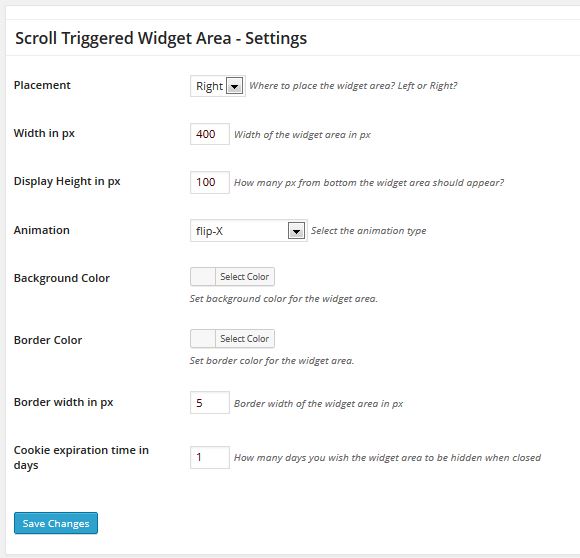 Scroll Triggered Widget Area - Settings
Placement Right Where to place the widget area? Left or Right?
Width in px 400 Width of the widget area in px
Display Height in px 100 How many px from bottom the widget area should appear?
Animation flip-X Select the animation type
Background Color Select Color
Set background color for the widget area.
Border Color Select Color
Set border color for the widget area.
Border width in px 5 Border width of the widget area in px
Cookie expiration time in
days
1 How many days you wish the widget area to be hidden when closed
Save Changes